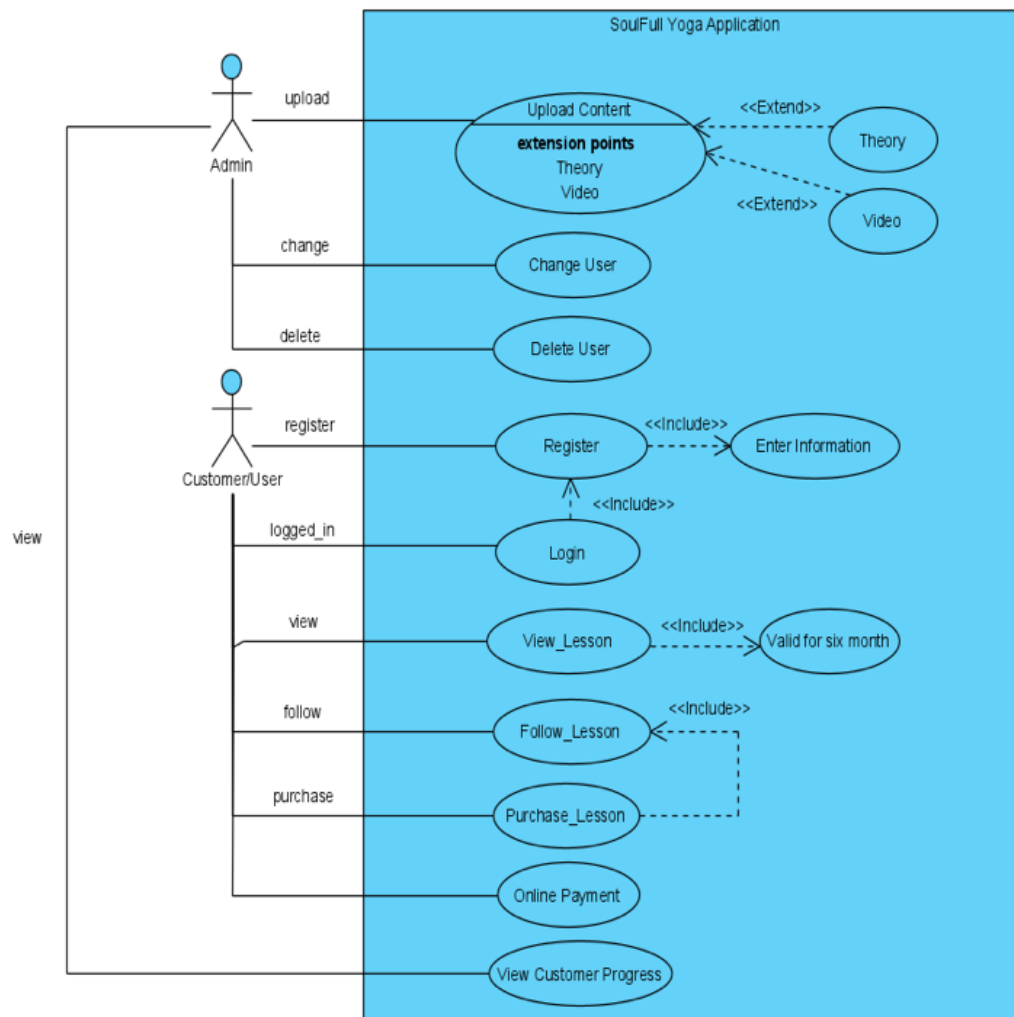 SoulFull Yoga Application
upload
Upload Content
extension points
Theory
Video
<<Extend>>
Theory
<<Extend>>
Video
Admin
change
Change User
delete
Delete User
register
Register
<<Include>>
Enter Information
Customer/User
<<Include>>
logged_in
Login
view
view
View_Lesson
<<Include>>
Valid for six month
follow
Follow_Lesson
<<Include>>
purchase
Purchase_Lesson
Online Payment
View Customer Progress